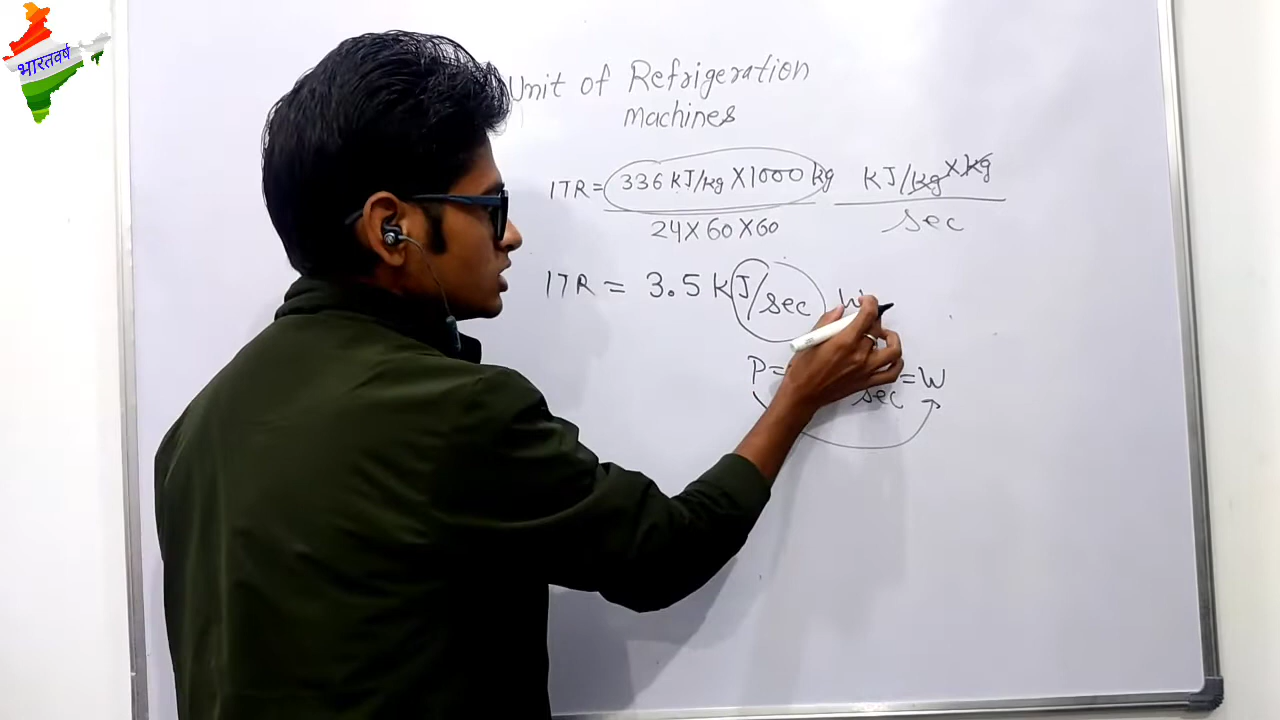 भारतवर्ष
Unit of Refrigeration
machines
1TR = 336 KJ/kg X 1000 kg KJ/kg X kg
24 X 60 X 60 sec
1TR = 3.5 KJ/sec
P = = W
sec